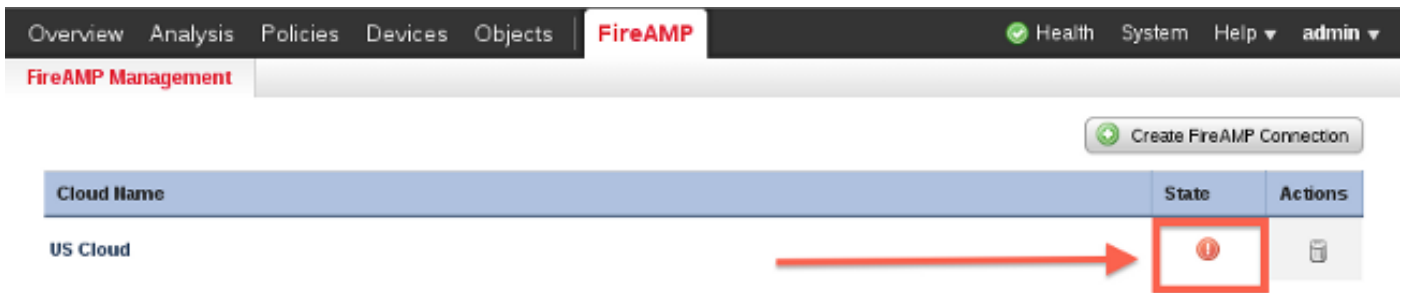 Overview Analysis Policies Devices Objects FireAMP Health System Help admin
FireAMP Management
Create FireAMP Connection
Cloud Name State Actions
US Cloud